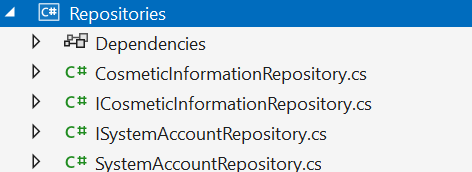 C# Repositories
Dependencies
C# CosmeticInformationRepository.cs
C# ICosmeticInformationRepository.cs
C# ISystemAccountRepository.cs
C# SystemAccountRepository.cs